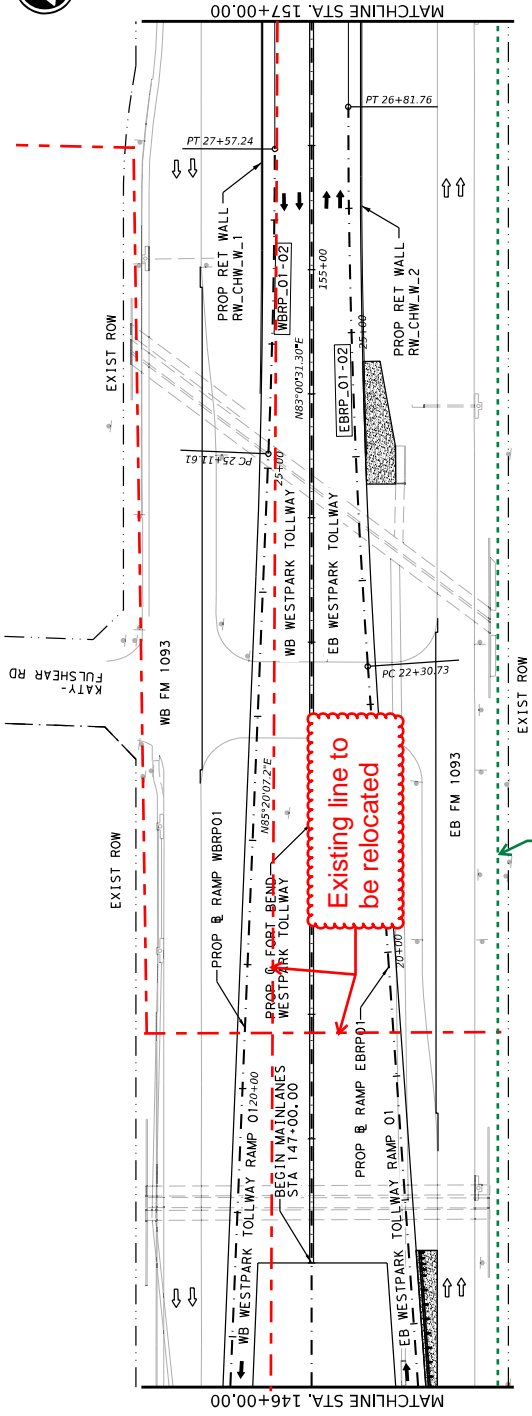 MATCHLINE STA. 157+00.00
PT 27+57.24
PT 26+81.76
PROP RET WALL
RW_CHW_W_1
WBRP_01-02
155+00
N83°00'31.30"E
EBRP_01-02
25+00
PROP RET WALL
RW_CHW_W_2
EXIST ROW
PC 25+11.61
25+00
WB WESTPARK TOLLWAY
EB WESTPARK TOLLWAY
KATY-
FULSHEAR RD
WB FM 1093
PC 22+30.73
EXIST ROW
EXIST ROW
N85°20'07.2"E
PROP B RAMP WBRP01
PROP C FORT BEND
WESTPARK TOLLWAY
Existing line to
be relocated
EB FM 1093
20+00
BEGIN MAINLANES
STA 147+00.00
PROP B RAMP EBRP01
WB WESTPARK TOLLWAY RAMP 01
20+00
EB WESTPARK TOLLWAY RAMP 01
MATCHLINE STA. 146+00.00